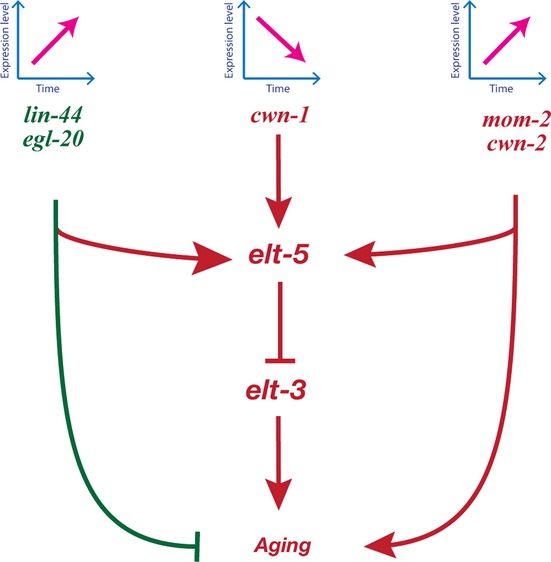 Expression level
Time
Expression level
Time
Expression level
Time
lin-44
egl-20
cwn-1
mom-2
cwn-2
elt-5
elt-3
Aging